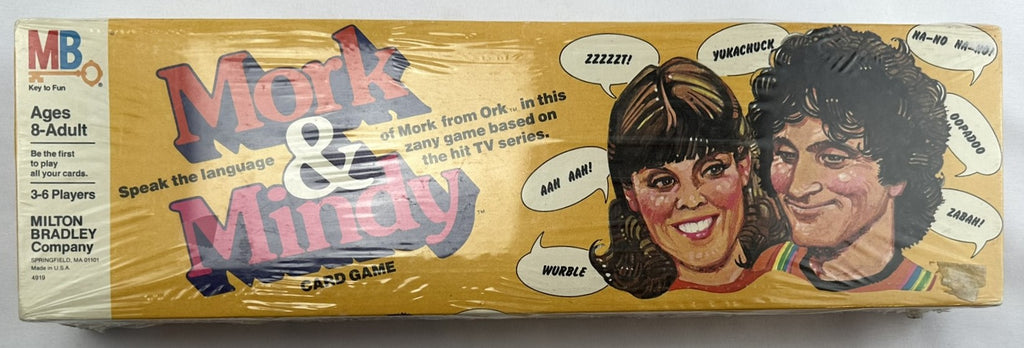 MB
Key to Fun
Ages
8-Adult
Be the first
to play
all your cards.
3-6 Players
MILTON
BRADLEY
Company
SPRINGFIELD, MA 01101
Made in U.S.A.
4919
Mork
&
Mindy™
CARD GAME
Speak the language
of Mork from Ork™ in this
zany game based on
the hit TV series.
ZZZZZT!
YUKACHUCK
NA-NO NA-NO!
AAH AAH!
OOPADOO
ZABAH!
WURBLE